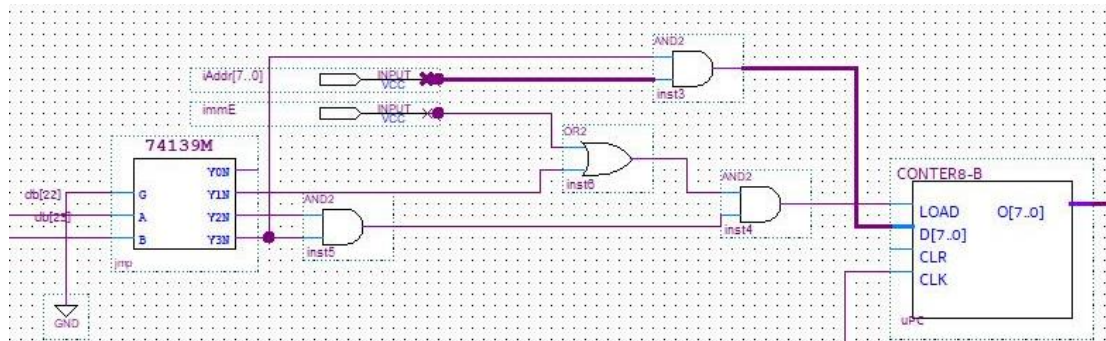 AND2
iAddr[7..0]
INPUT
VCC
inst3
immE
INPUT
VCC
OR2
inst6
74139M
Y0N
G
Y1N
A
Y2N
B
Y3N
jmp
db[22]
db[23]
AND2
inst5
AND2
inst4
GND
CONTER8-B
LOAD
O[7..0]
D[7..0]
CLR
CLK
uPC